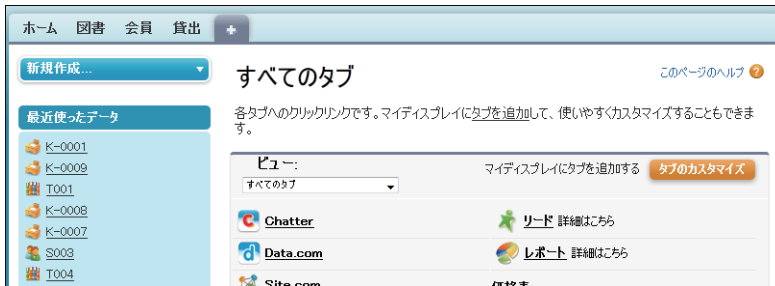 ホーム 図書 会員 貸出 +
新規作成...
最近使ったデータ
K-0001
K-0009
T001
K-0008
K-0007
S003
T004
すべてのタブ
このページのヘルプ ?
各タブへのクリックリンクです。マイディスプレイにタブを追加して、使いやすくカスタマイズすることもできま
す。
ビュー:
すべてのタブ
マイディスプレイにタブを追加する タブのカスタマイズ
Chatter
リード 詳細はこちら
Data.com
レポート 詳細はこちら
Site.com
価格表